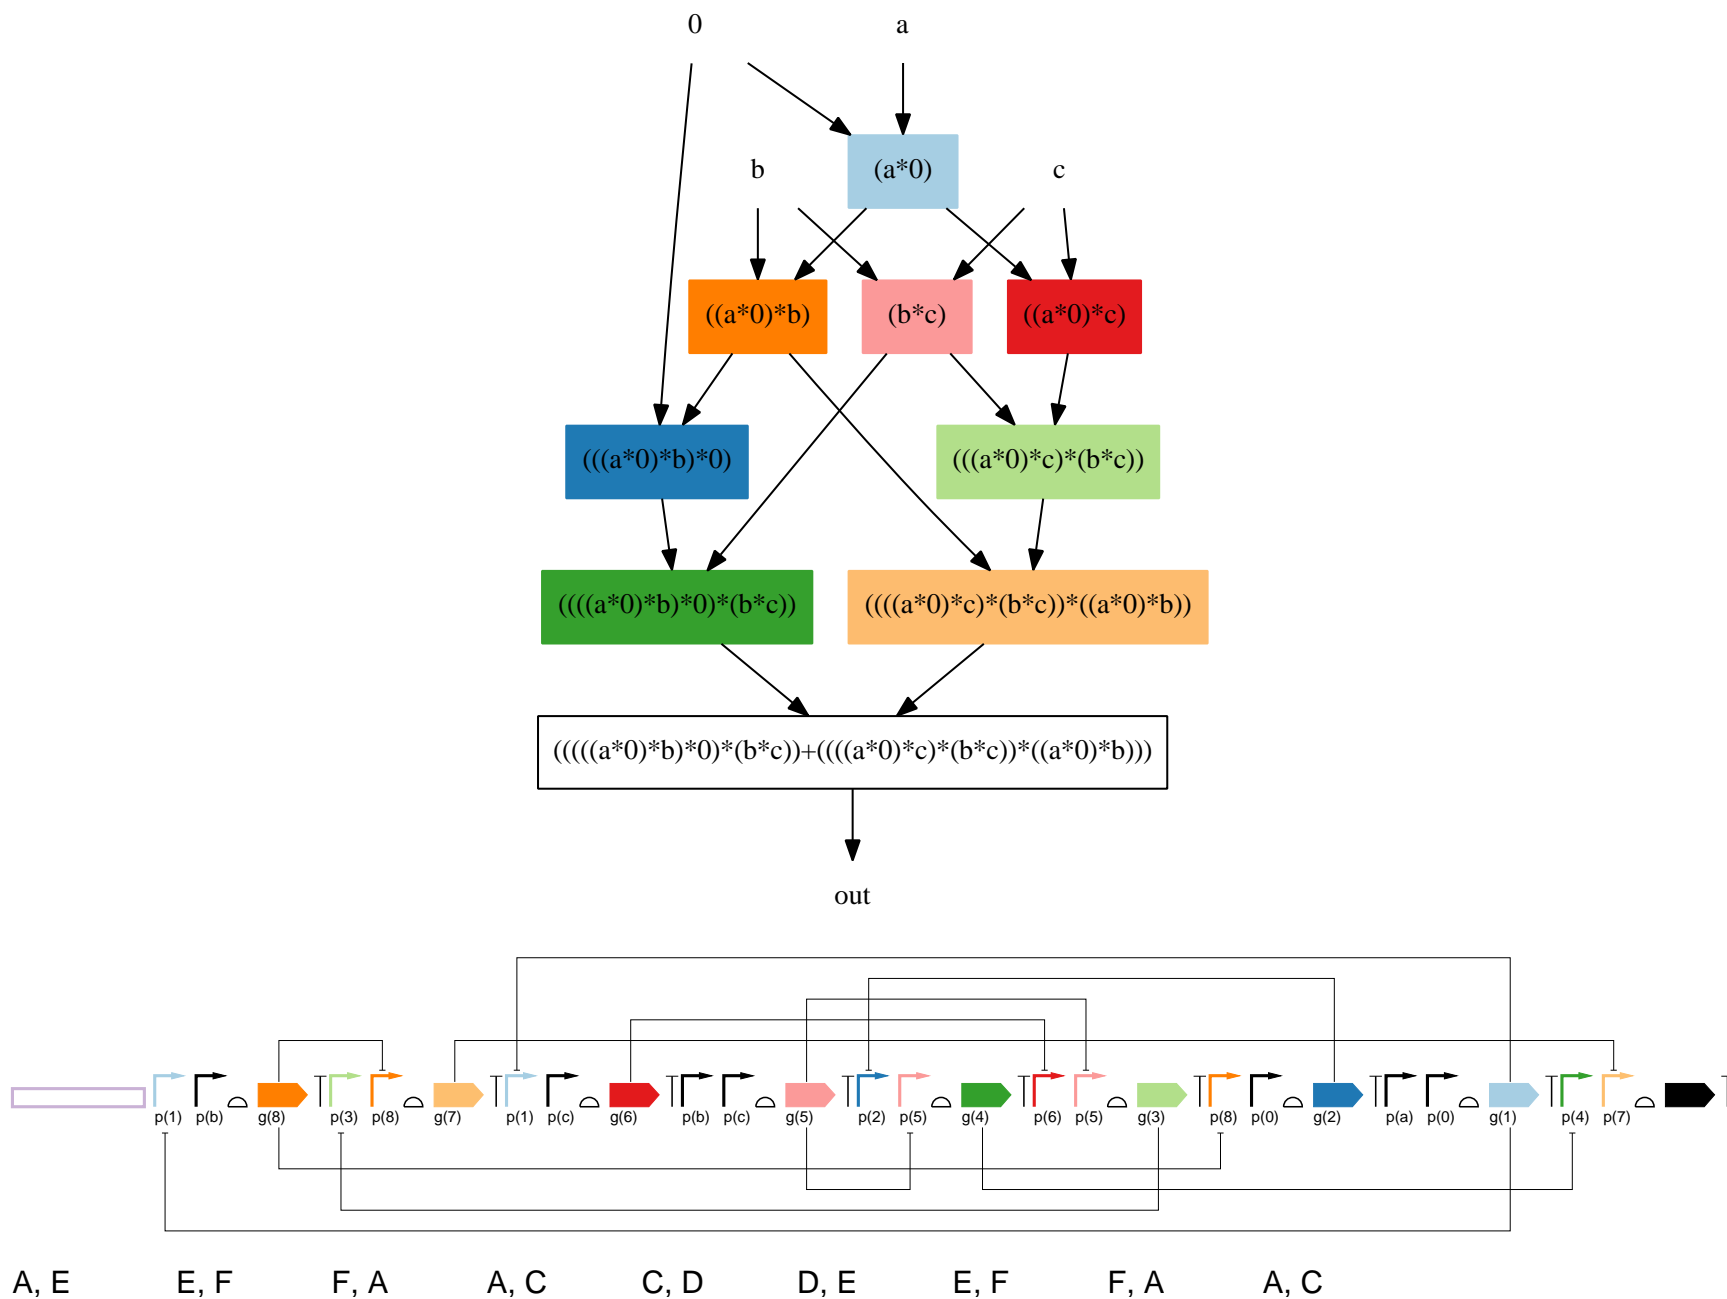 0 a
b (a*0) c
((a*0)*b) (b*c) ((a*0)*c)
(((a*0)*b)*0) (((a*0)*c)*(b*c))
((((a*0)*b)*0)*(b*c)) ((((a*0)*c)*(b*c))*((a*0)*b))
(((((a*0)*b)*0)*(b*c))+((((a*0)*c)*(b*c))*((a*0)*b)))
out
p(1) p(b) g(8) p(3) p(8) g(7) p(1) p(c) g(6) p(b) p(c) g(5) p(2) p(5) g(4) p(6) p(5) g(3) p(8) p(0) g(2) p(a) p(0) g(1) p(4) p(7)
A, E E, F F, A A, C C, D D, E E, F F, A A, C